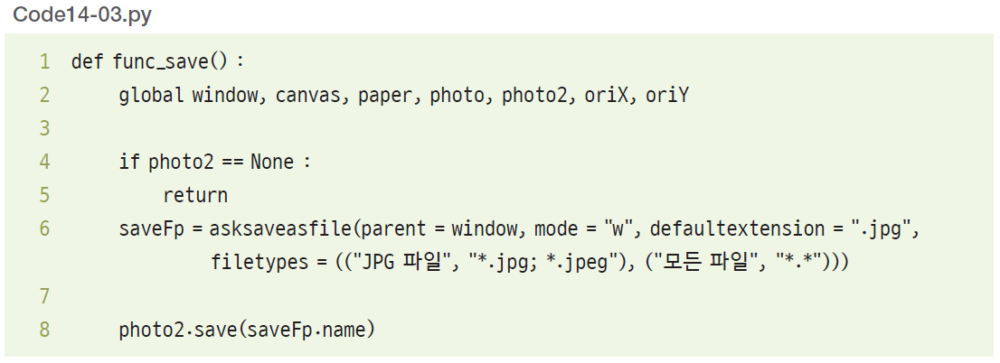 Code14-03.py
1 def func_save() :
2 global window, canvas, paper, photo, photo2, oriX, oriY
3
4 if photo2 == None :
5 return
6 saveFp = asksaveasfile(parent = window, mode = "w", defaultextension = ".jpg",
filetypes = (("JPG 파일", "*.jpg; *.jpeg"), ("모든 파일", "*.*")))
7
8 photo2.save(saveFp.name)